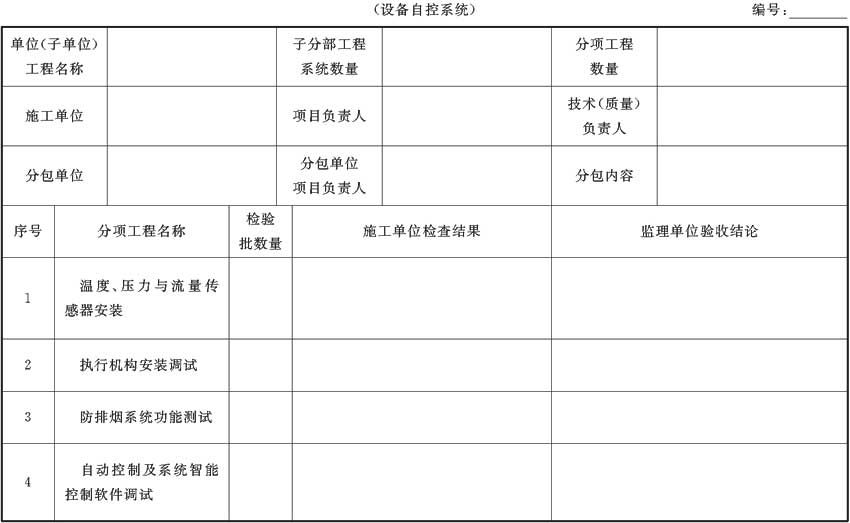 （设备自控系统） 编号：
单位（子单位） 子分部工程 分项工程
工程名称 系统数量 数量
施工单位 项目负责人 技术（质量）
负责人
分包单位 分包单位 分包内容
项目负责人
序号 分项工程名称 检验 施工单位检查结果 监理单位验收结论
批数量
1 温度、压力与流量传
感器安装
2 执行机构安装调试
3 防排烟系统功能测试
4 自动控制及系统智能
控制软件调试